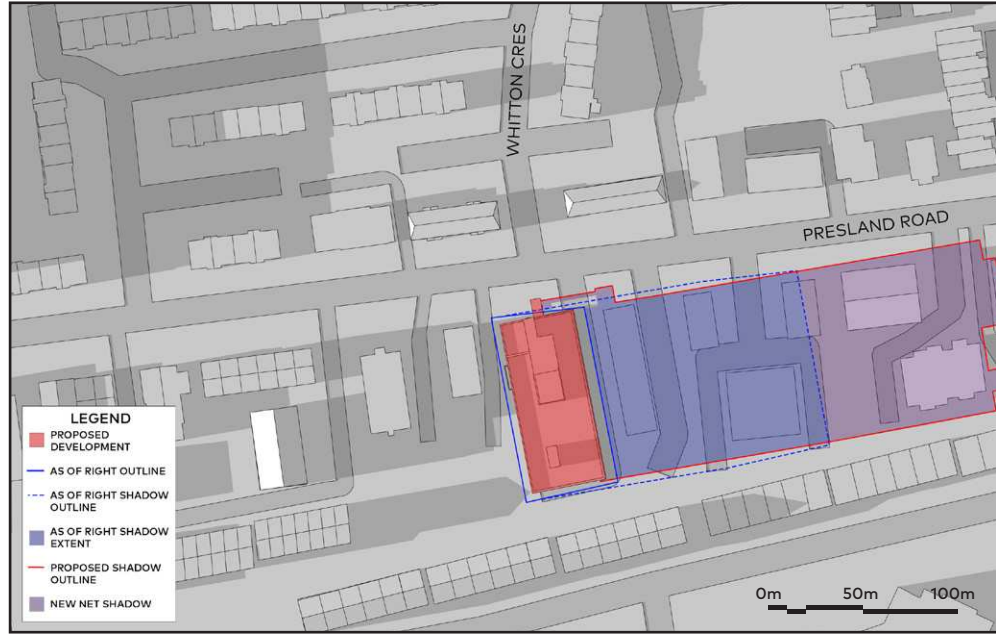 WHITTON CRES
PRESLAND ROAD
LEGEND
PROPOSED
DEVELOPMENT
AS OF RIGHT OUTLINE
AS OF RIGHT SHADOW
OUTLINE
AS OF RIGHT SHADOW
EXTENT
PROPOSED SHADOW
OUTLINE
NEW NET SHADOW
0m 50m 100m